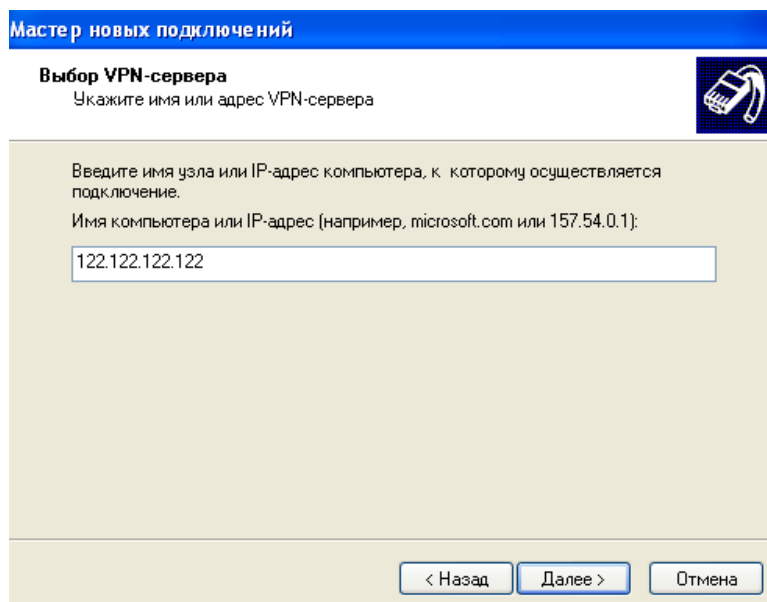 Мастер новых подключений
Выбор VPN-сервера
Укажите имя или адрес VPN-сервера
Введите имя узла или IP-адрес компьютера, к которому осуществляется
подключение.
Имя компьютера или IP-адрес (например, microsoft.com или 157.54.0.1):
122.122.122.122
< Назад
Далее >
Отмена